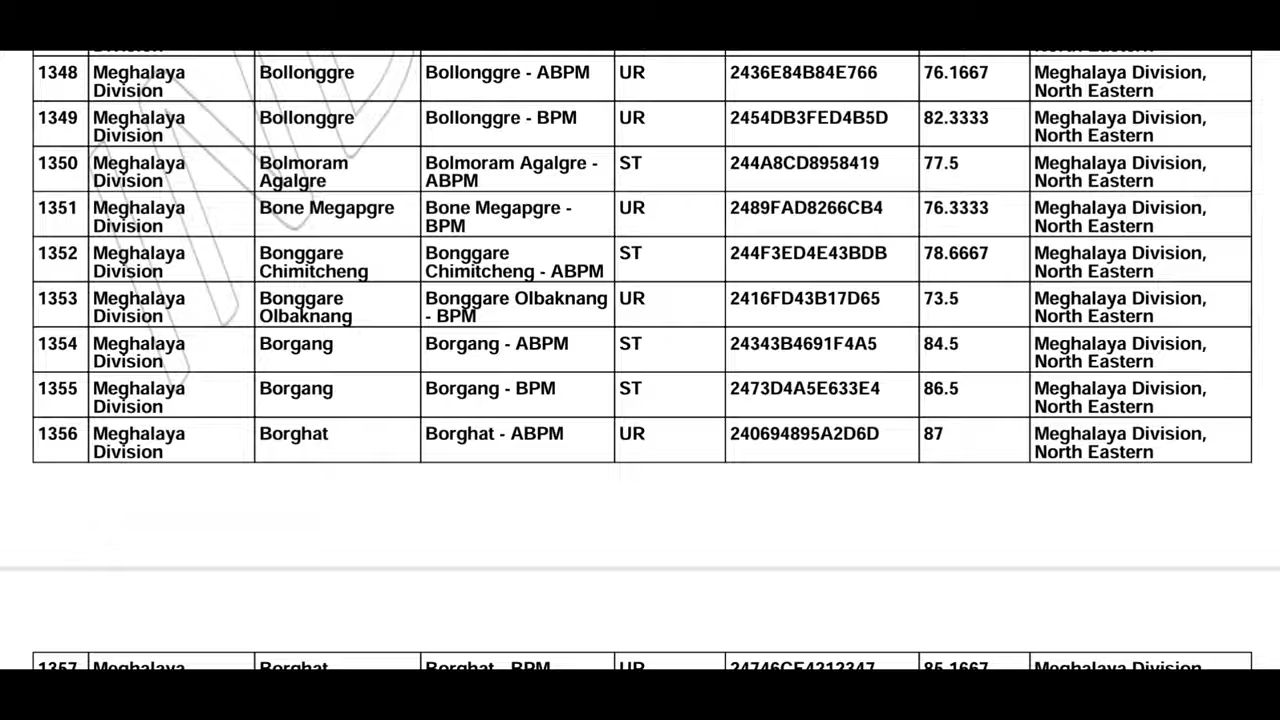 1348 Meghalaya Division Bollonggre Bollonggre - ABPM UR 2436E84B84E766 76.1667 Meghalaya Division, North Eastern
1349 Meghalaya Division Bollonggre Bollonggre - BPM UR 2454DB3FED4B5D 82.3333 Meghalaya Division, North Eastern
1350 Meghalaya Division Bolmoram Agalgre Bolmoram Agalgre - ABPM ST 244A8CD8958419 77.5 Meghalaya Division, North Eastern
1351 Meghalaya Division Bone Megapgre Bone Megapgre - BPM UR 2489FAD8266CB4 76.3333 Meghalaya Division, North Eastern
1352 Meghalaya Division Bonggare Chimitcheng Bonggare Chimitcheng - ABPM ST 244F3ED4E43BDB 78.6667 Meghalaya Division, North Eastern
1353 Meghalaya Division Bonggare Olbaknang Bonggare Olbaknang - BPM UR 2416FD43B17D65 73.5 Meghalaya Division, North Eastern
1354 Meghalaya Division Borgang Borgang - ABPM ST 24343B4691F4A5 84.5 Meghalaya Division, North Eastern
1355 Meghalaya Division Borgang Borgang - BPM ST 2473D4A5E633E4 86.5 Meghalaya Division, North Eastern
1356 Meghalaya Division Borghat Borghat - ABPM UR 240694895A2D6D 87 Meghalaya Division, North Eastern
1357 Meghalaya Borghat Borghat - BPM UR 24746CF4212347 85.1667 Meghalaya Division,